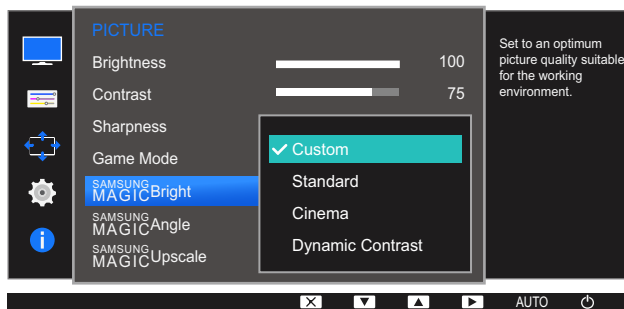 PICTURE
Brightness 100
Contrast 75
Sharpness
Game Mode
SAMSUNG
MAGICBright
SAMSUNG
MAGICAngle
SAMSUNG
MAGICUpscale
Custom
Standard
Cinema
Dynamic Contrast
Set to an optimum
picture quality suitable
for the working
environment.
AUTO